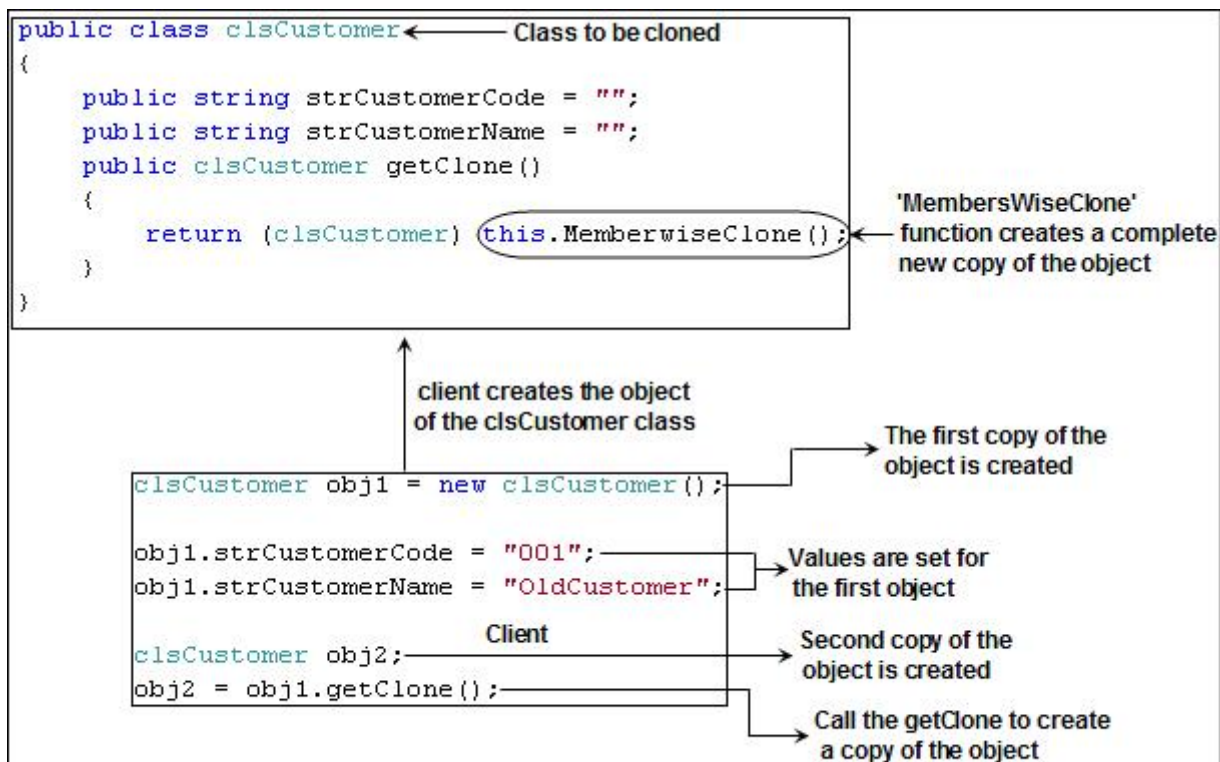 public class clsCustomer
Class to be cloned
{
public string strCustomerCode = "";
public string strCustomerName = "";
public clsCustomer getClone()
{
return (clsCustomer) this.MemberwiseClone();
}
}
'MembersWiseClone'
function creates a complete
new copy of the object
client creates the object
of the clsCustomer class
clsCustomer obj1 = new clsCustomer();
The first copy of the
object is created
obj1.strCustomerCode = "001";
obj1.strCustomerName = "OldCustomer";
Values are set for
the first object
Client
clsCustomer obj2;
Second copy of the
object is created
obj2 = obj1.getClone();
Call the getClone to create
a copy of the object